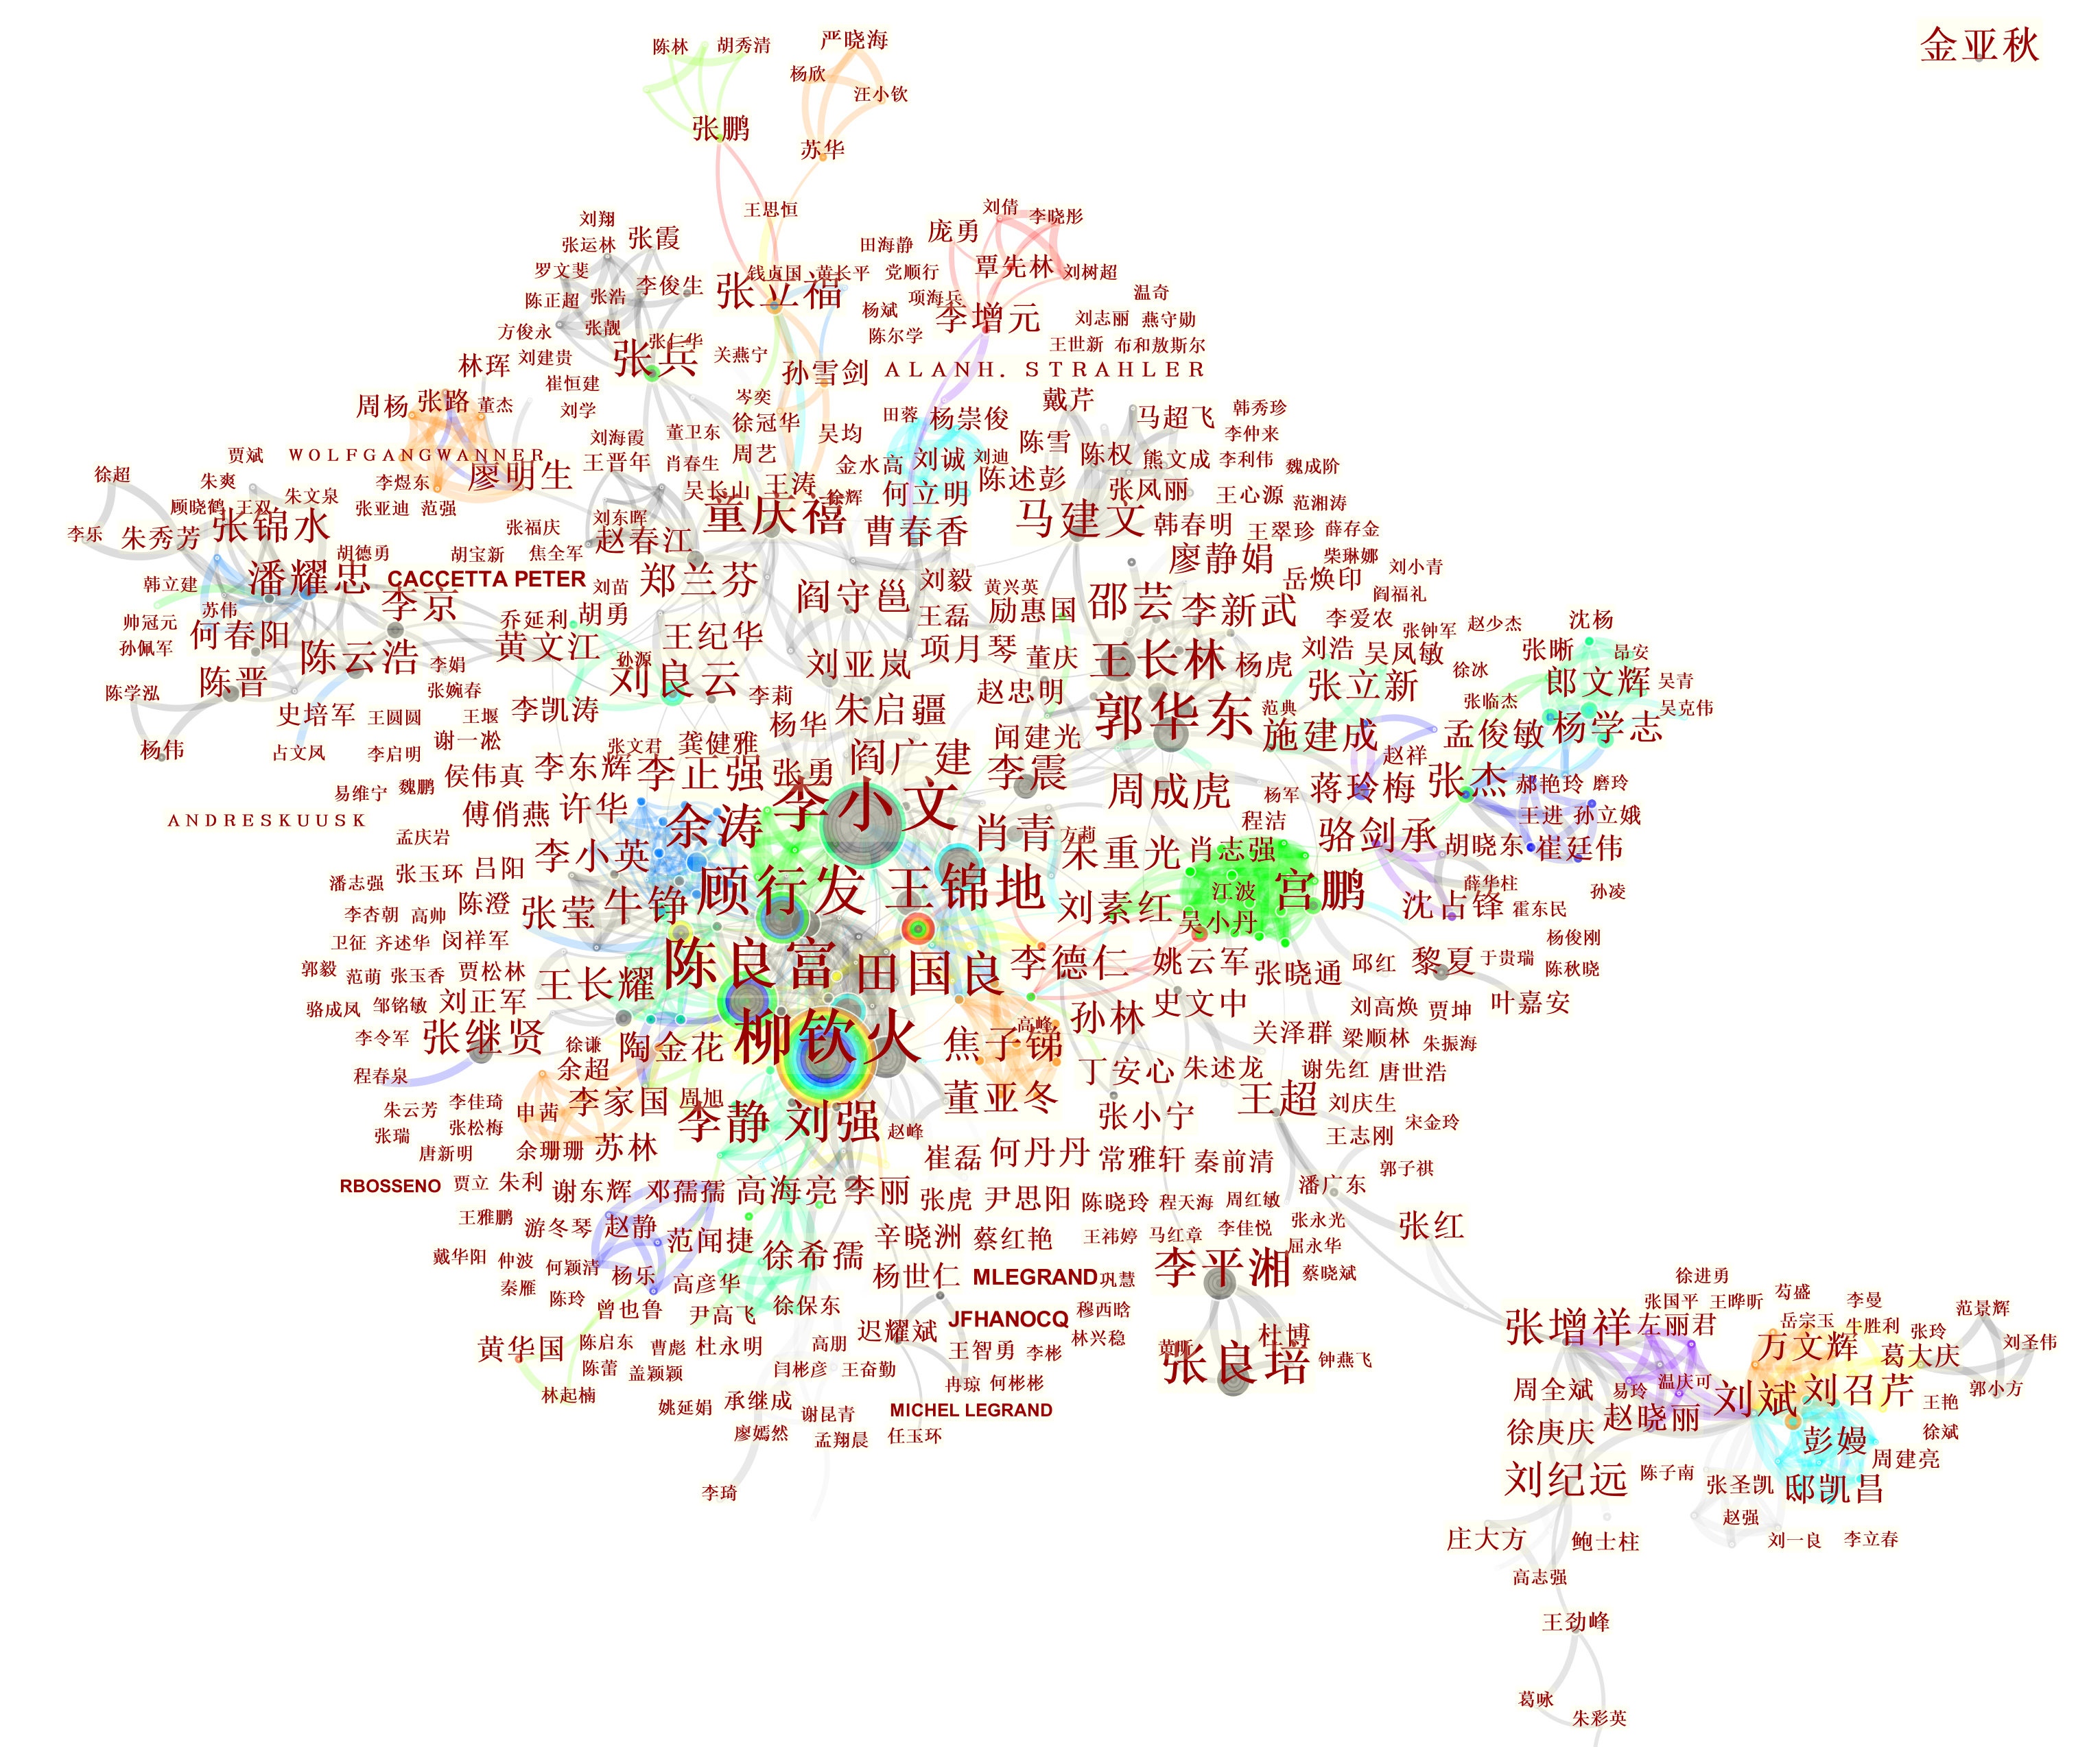 陈林
胡秀清
严晓海
金亚秋
杨欣
汪小钦
张鹏
苏华
王思恒
刘倩
李晓彤
刘翔
张运林
张霞
田海静
庞勇
罗文斐
李俊生
钱贞国
黄长平
党顺行
覃先林
刘树超
陈正超
张浩
张立福
杨斌
项海兵
温奇
方俊永
张靓
陈尔学
李增元
刘志丽
燕守勋
林珲
刘建贵
张仁华
张兵
关燕宁
王世新
布和敖斯尔
崔恒建
孙雪剑
ALANH. STRAHLER
周杨
张路
董杰
刘学
岑奕
徐冠华
吴均
田蓉
杨崇俊
戴芹
马超飞
韩秀珍
李仲来
贾斌
WOLFGANGWANNER
刘海霞
董卫东
王晋年
肖春生
周艺
金水高
刘诚
刘迪
陈雪
陈权
熊文成
李利伟
魏成阶
徐超
朱爽
李煜东
廖明生
吴长山
王涛
徐辉
何立明
陈述彭
张风丽
王心源
范湘涛
顾晓鹤
王双
朱文泉
张亚迪
范强
李乐
朱秀芳
张锦水
张福庆
刘东晖
赵春江
童庆禧
曹春香
马建文
韩春明
王翠珍
薛存金
胡德勇
胡宝新
焦全军
廖静娟
柴琳娜
韩立建
潘耀忠
CACCETTA PETER
刘苗
郑兰芬
阎守邕
刘毅
黄兴英
岳焕印
刘小青
阎福礼
帅冠元
苏伟
李京
乔延利
胡勇
王磊
励惠国
邵芸
李新武
李爱农
张钟军
赵少杰
沈杨
孙佩军
何春阳
陈云浩
李娟
黄文江
孙源
王纪华
刘亚岚
项月琴
董庆
王长林
杨虎
刘浩
吴凤敏
徐冰
张晰
昂安
陈学泓
陈晋
张婉春
刘良云
李莉
赵忠明
张立新
郎文辉
吴青
史培军
王圆圆
王堰
李凯涛
杨华
朱启疆
郭华东
范典
张临杰
吴克伟
杨伟
占文凤
李启明
谢一凇
张文君
龚健雅
闻建光
施建成
赵祥
孟俊敏
杨学志
易维宁
魏鹏
侯伟真
李东辉
李正强
张勇
阎广建
李震
周成虎
杨军
蒋玲梅
张杰
郝艳玲
磨玲
ANDRESKUUSK
傅俏燕
许华
余涛
李小文
肖青
方莉
程洁
王进
孙立娥
孟庆岩
李小英
朱重光
肖志强
骆剑承
胡晓东
崔廷伟
潘志强
张玉环
吕阳
顾行发
王锦地
江波
宫鹏
薛华柱
孙凌
李杏朝
高帅
陈澄
张莹
牛铮
刘素红
吴小丹
沈占锋
霍东民
卫征
齐述华
闵祥军
杨俊刚
郭毅
范萌
张玉香
贾松林
王长耀
陈良富
田国良
李德仁
姚云军
张晓通
邱红
黎夏
于贵瑞
陈秋晓
骆成凤
邹铭敏
刘正军
史文中
刘高焕
贾坤
叶嘉安
李令军
张继贤
徐谦
陶金花
柳钦火
焦子锑
高峰
孙林
关泽群
梁顺林
朱振海
程春泉
余超
丁安心
朱述龙
谢先红
唐世浩
朱云芳
李佳琦
申茜
李家国
周旭
董亚冬
张小宁
王超
刘庆生
张瑞
张松梅
李静
刘强
赵峰
王志刚
宋金玲
唐新明
余珊珊
苏林
崔磊
何丹丹
常雅轩
秦前清
郭子祺
RBOSSENO
贾立
朱利
谢东辉
邓孺孺
高海亮
李丽
张虎
尹思阳
陈晓玲
程天海
周红敏
潘广东
王雅鹏
游冬琴
赵静
范闻捷
徐希孺
辛晓洲
蔡红艳
王祎婷
马红章
李佳悦
张永光
张红
戴华阳
仲波
何颖清
屈永华
秦雁
杨乐
高彦华
杨世仁
MLEGRAND
巩慧
李平湘
蔡晓斌
徐进勇
陈玲
曾也鲁
尹高飞
徐保东
JFHANOCQ
穆西晗
张国平
王晔昕
芶盛
李曼
范景辉
黄华国
陈启东
曹彪
杜永明
高朋
迟耀斌
王智勇
李彬
林兴稳
杜博
张增祥
左丽君
岳宗玉
牛胜利
张玲
刘圣伟
陈蕾
盖颖颖
闫彬彦
王奋勤
张良培
钟燕飞
万文辉
葛大庆
林起楠
冉琼
何彬彬
周全斌
易玲
温庆可
刘斌
刘召芹
郭小方
姚延娟
承继成
谢昆青
MICHEL LEGRAND
徐庚庆
赵晓丽
王艳
廖嫣然
孟翔晨
任玉环
彭嫚
徐斌
李琦
刘纪远
陈子南
张圣凯
邸凯昌
周建亮
赵强
庄大方
鲍士柱
刘一良
李立春
高志强
王劲峰
葛咏
朱彩英